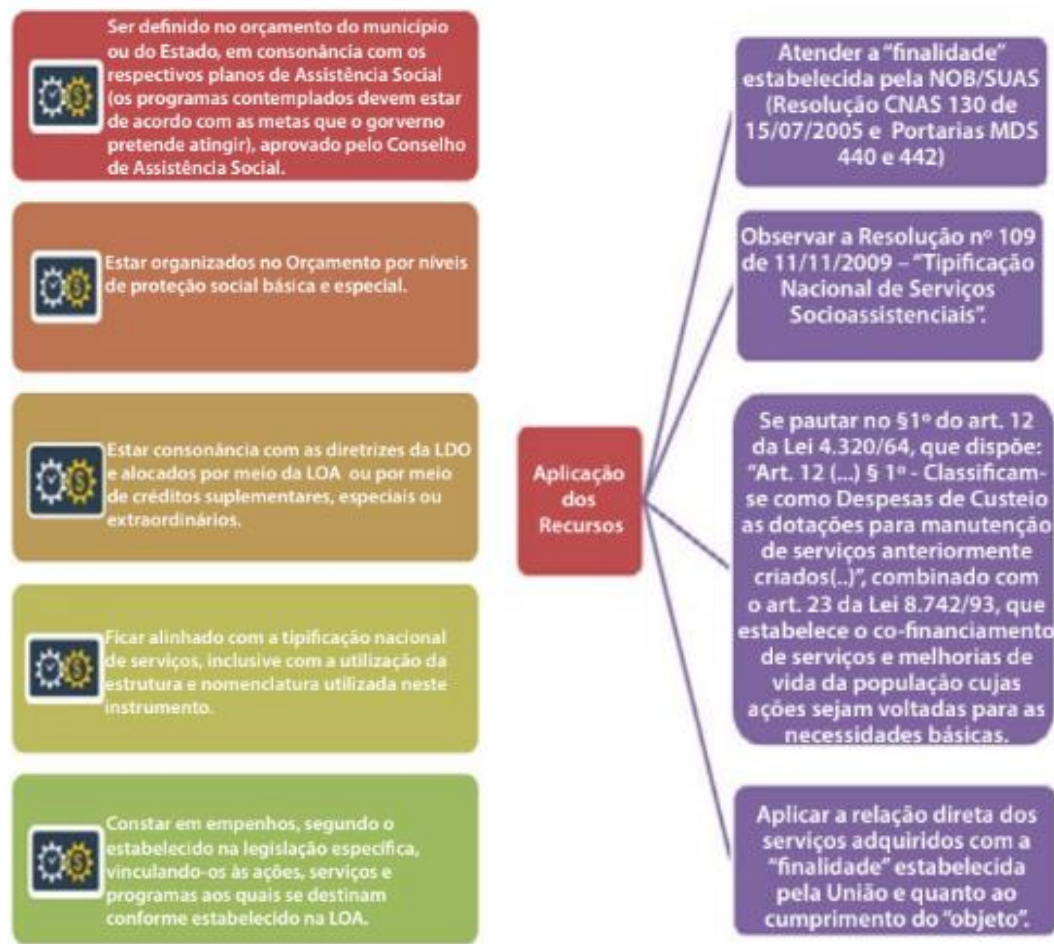 Ser definido no orçamento do município
ou do Estado, em consonância com os
respectivos planos de Assistência Social
(os programas contemplados devem estar
de acordo com as metas que o gorverno
pretende atingir), aprovado pelo Conselho
de Assistência Social.
Estar organizados no Orçamento por níveis
de proteção social básica e especial.
Estar consonância com as diretrizes da LDO
e alocados por meio da LOA ou por meio
de créditos suplementares, especiais ou
extraordinários.
Ficar alinhado com a tipificação nacional
de serviços, inclusive com a utilização da
estrutura e nomenclatura utilizada neste
instrumento.
Constar em empenhos, segundo o
estabelecido na legislação específica,
vinculando-os às ações, serviços e
programas aos quais se destinam
conforme estabelecido na LOA.
Aplicação
dos
Recursos
Atender a “finalidade”
estabelecida pela NOB/SUAS
(Resolução CNAS 130 de
15/07/2005 e Portarias MDS
440 e 442)
Observar a Resolução nº 109
de 11/11/2009 – “Tipificação
Nacional de Serviços
Socioassistenciais”.
Se pautar no §1º do art. 12
da Lei 4.320/64, que dispõe:
“Art. 12 (...) § 1º - Classificam-
se como Despesas de Custeio
as dotações para manutenção
de serviços anteriormente
criados(..)”, combinado com
o art. 23 da Lei 8.742/93, que
estabelece o co-financiamento
de serviços e melhorias de
vida da população cujas
ações sejam voltadas para as
necessidades básicas.
Aplicar a relação direta dos
serviços adquiridos com a
“finalidade” estabelecida
pela União e quanto ao
cumprimento do “objeto”.